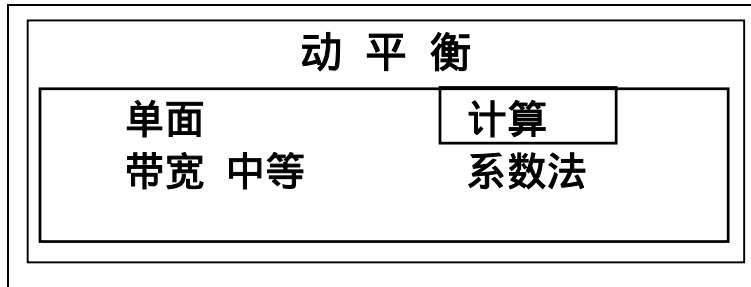 动 平 衡
单面 计算
带宽 中等 系数法